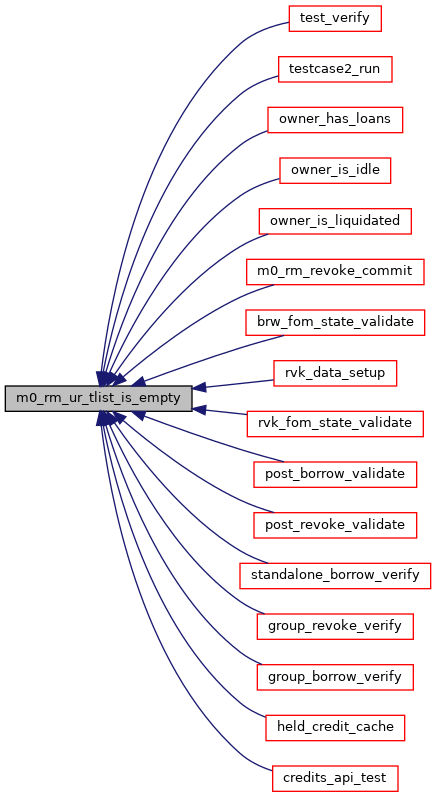 test_verify
testcase2_run
owner_has_loans
owner_is_idle
owner_is_liquidated
m0_rm_revoke_commit
brw_fom_state_validate
rvk_data_setup
m0_rm_ur_tlist_is_empty
rvk_fom_state_validate
post_borrow_validate
post_revoke_validate
standalone_borrow_verify
group_revoke_verify
group_borrow_verify
held_credit_cache
credits_api_test